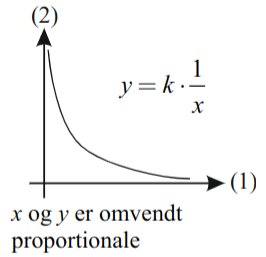 (2)
y = k · 1/x
(1)
x og y er omvendt
proportionale